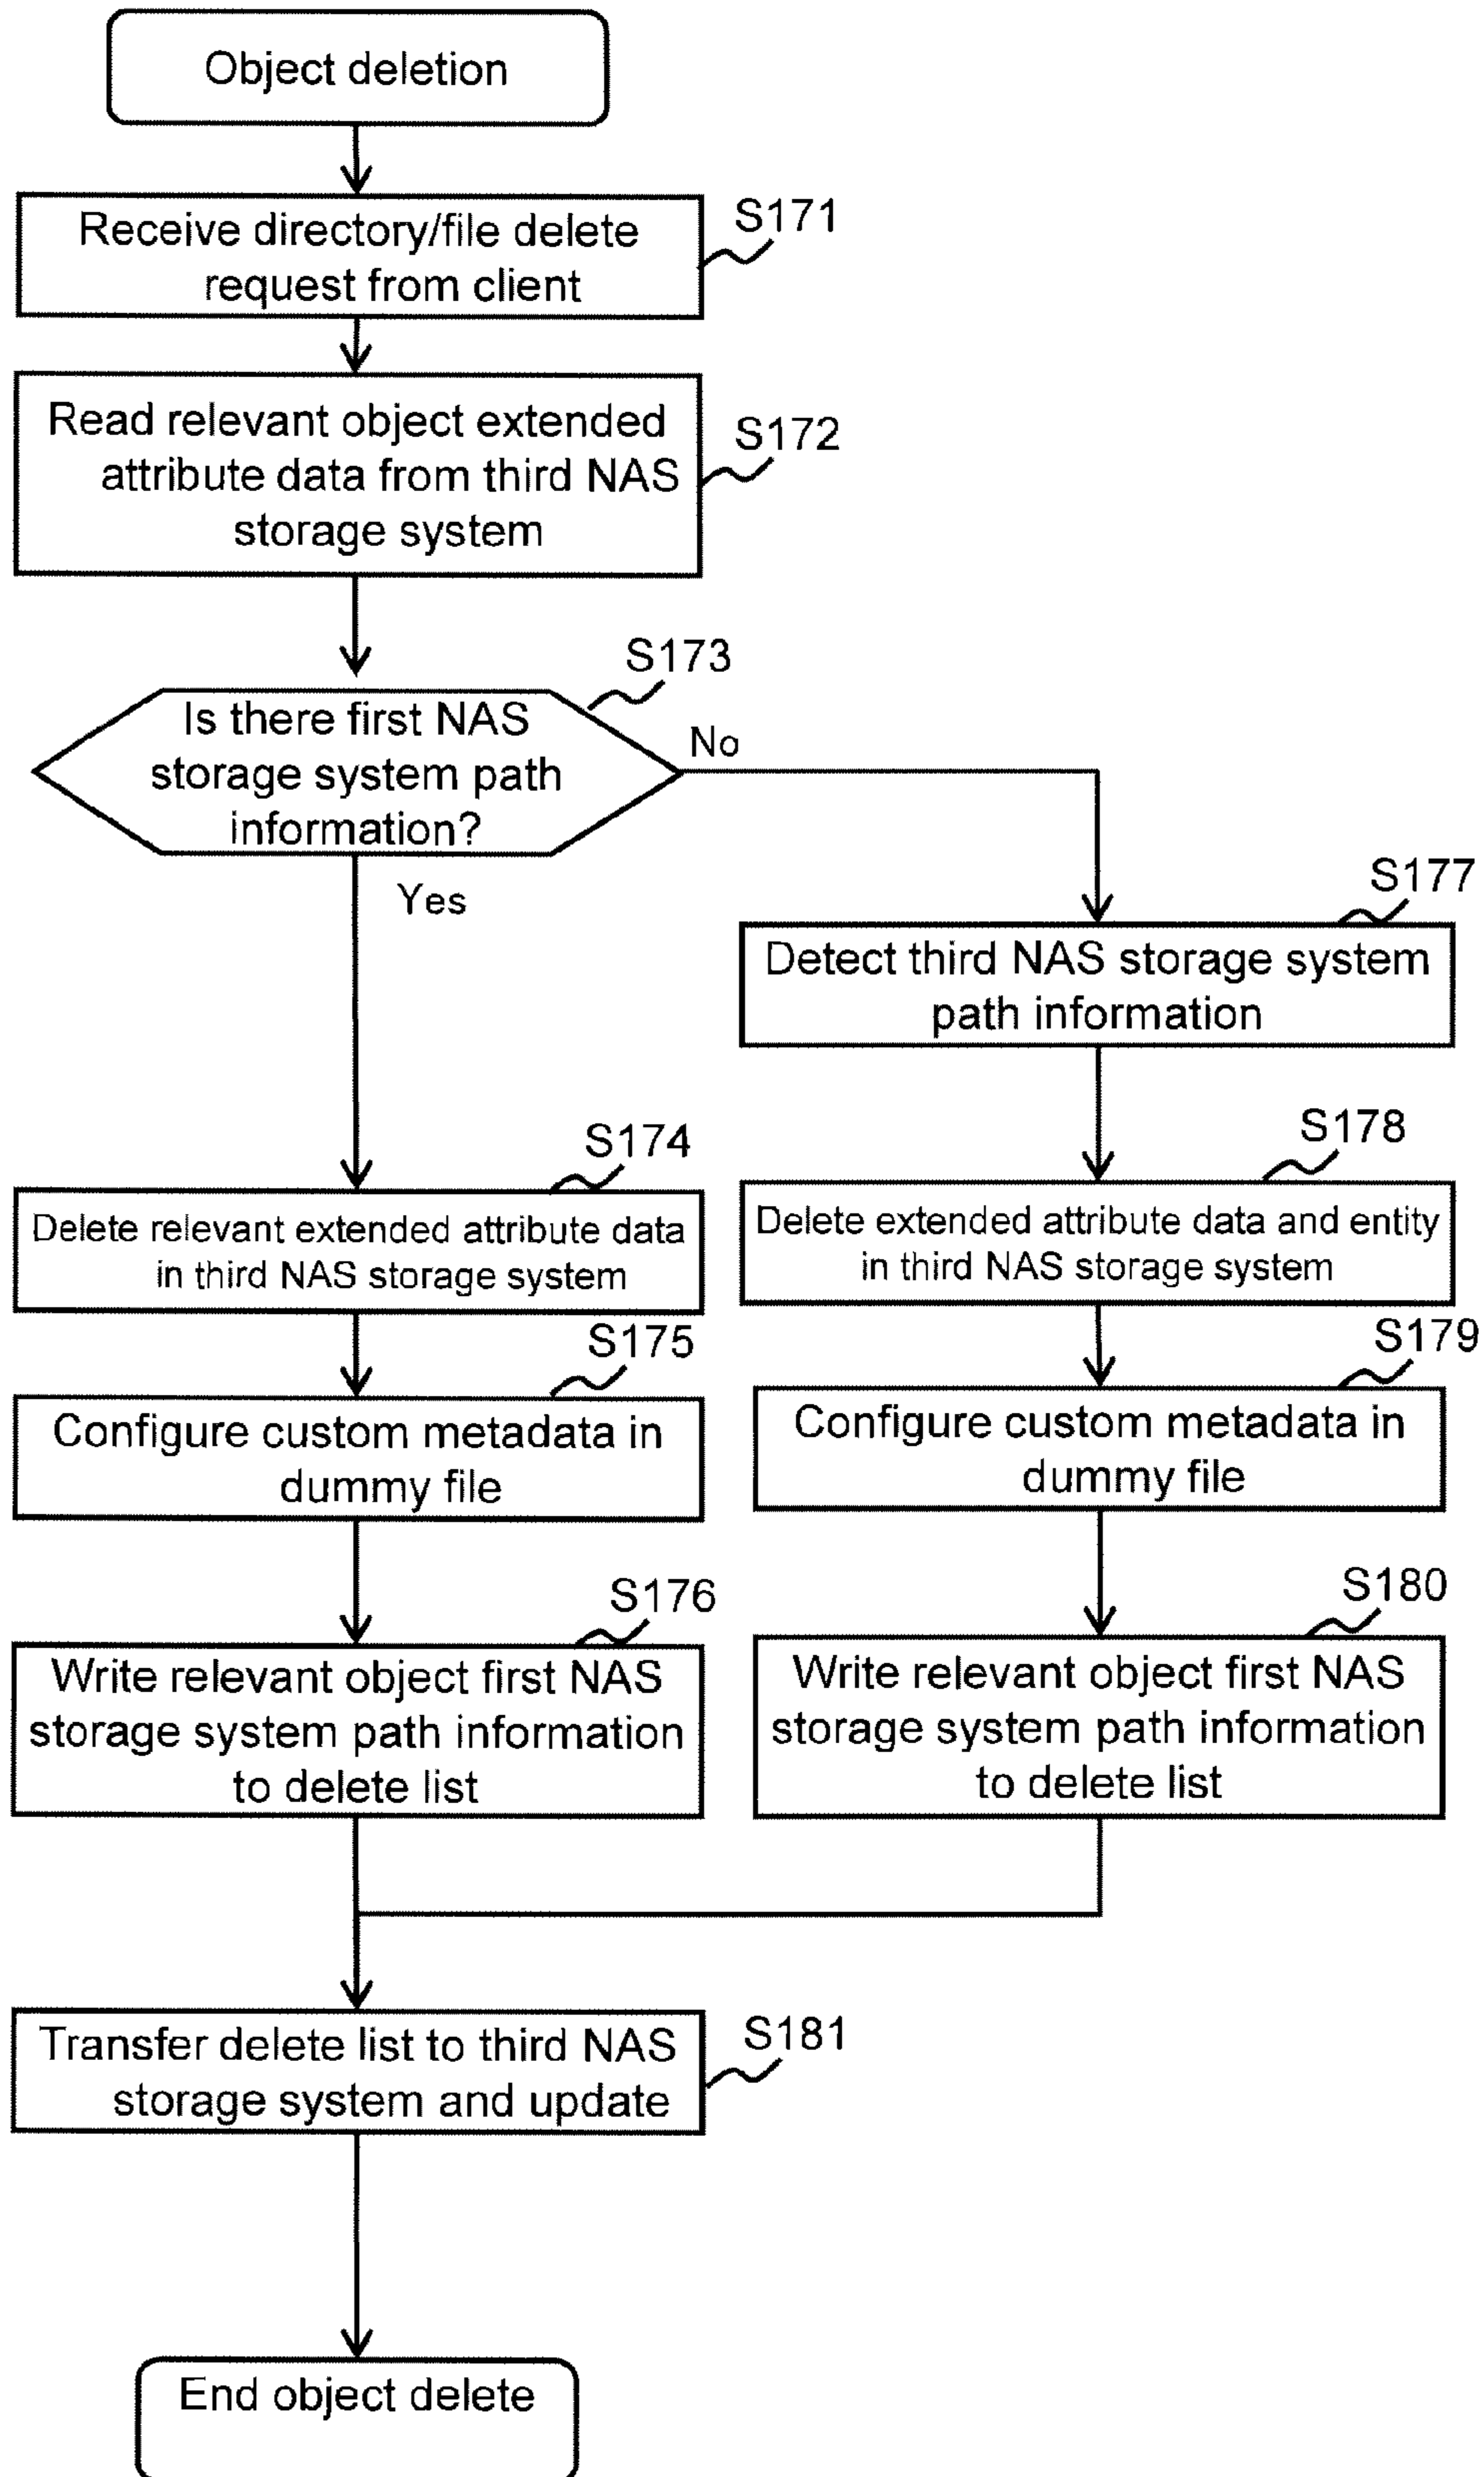 Object deletion
Receive directory/file delete
request from client
S171
Read relevant object extended
attribute data from third NAS
storage system
S172
S173
Is there first NAS
storage system path
information?
No
Yes
S177
Detect third NAS storage system
path information
S174
Delete relevant extended attribute data
in third NAS storage system
S178
Delete extended attribute data and entity
in third NAS storage system
S175
Configure custom metadata in
dummy file
S179
Configure custom metadata in
dummy file
S176
Write relevant object first NAS
storage system path information
to delete list
S180
Write relevant object first NAS
storage system path information
to delete list
Transfer delete list to third NAS
storage system and update
S181
End object delete